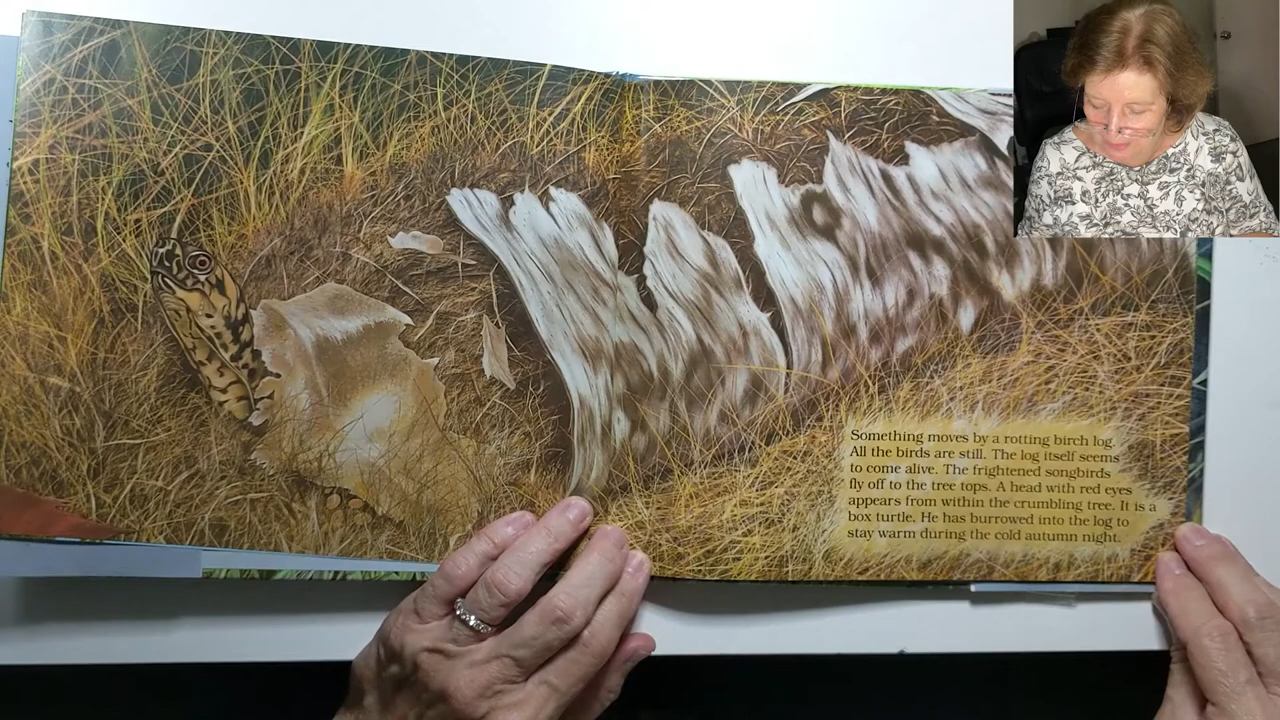 Something moves by a rotting birch log.
All the birds are still. The log itself seems
to come alive. The frightened songbirds
fly off to the tree tops. A head with red eyes
appears from within the crumbling tree. It is a
box turtle. He has burrowed into the log to
stay warm during the cold autumn night.